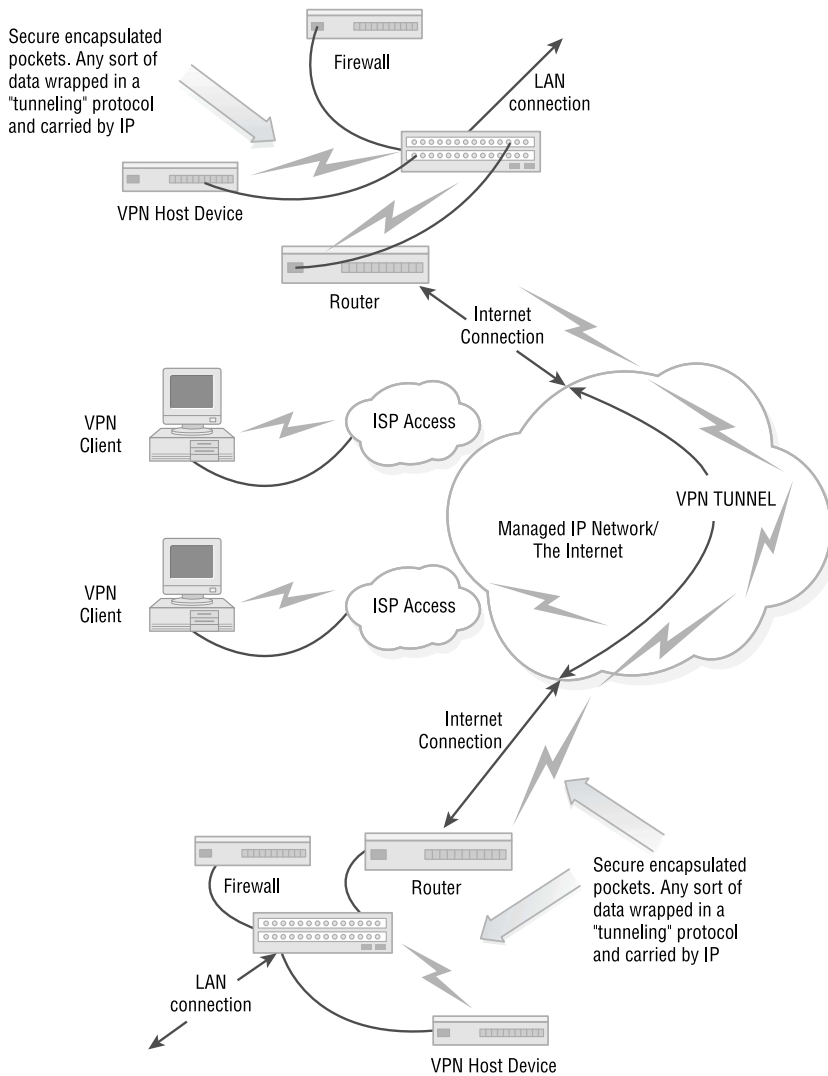 Secure encapsulated
pockets. Any sort of
data wrapped in a
"tunneling" protocol
and carried by IP
Firewall
LAN
connection
VPN Host Device
Router
Internet
Connection
VPN
Client
ISP Access
VPN TUNNEL
Managed IP Network/
The Internet
VPN
Client
ISP Access
Internet
Connection
Firewall
Router
Secure encapsulated
pockets. Any sort of
data wrapped in a
"tunneling" protocol
and carried by IP
LAN
connection
VPN Host Device